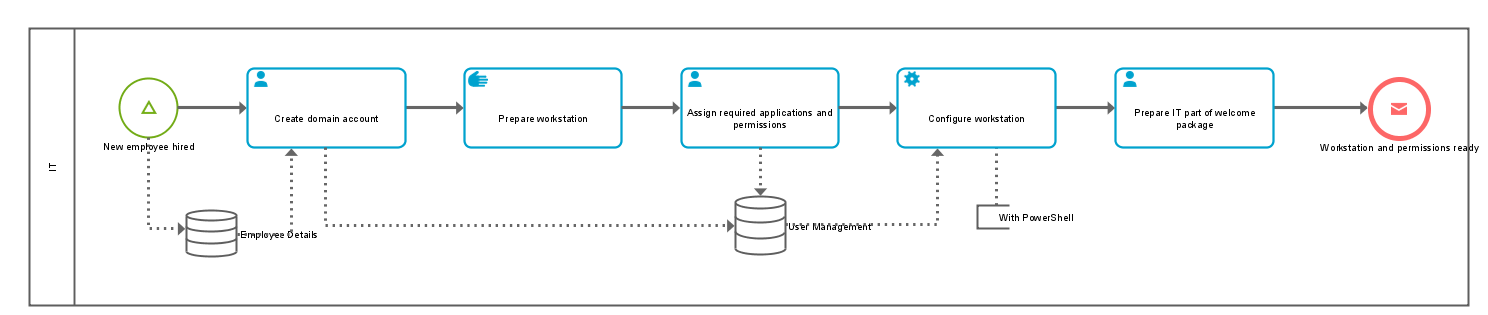 IT
New employee hired
Create domain account
Prepare workstation
Assign required applications and
permissions
Configure workstation
Prepare IT part of welcome
package
Workstation and permissions ready
Employee Details
User Management
With PowerShell